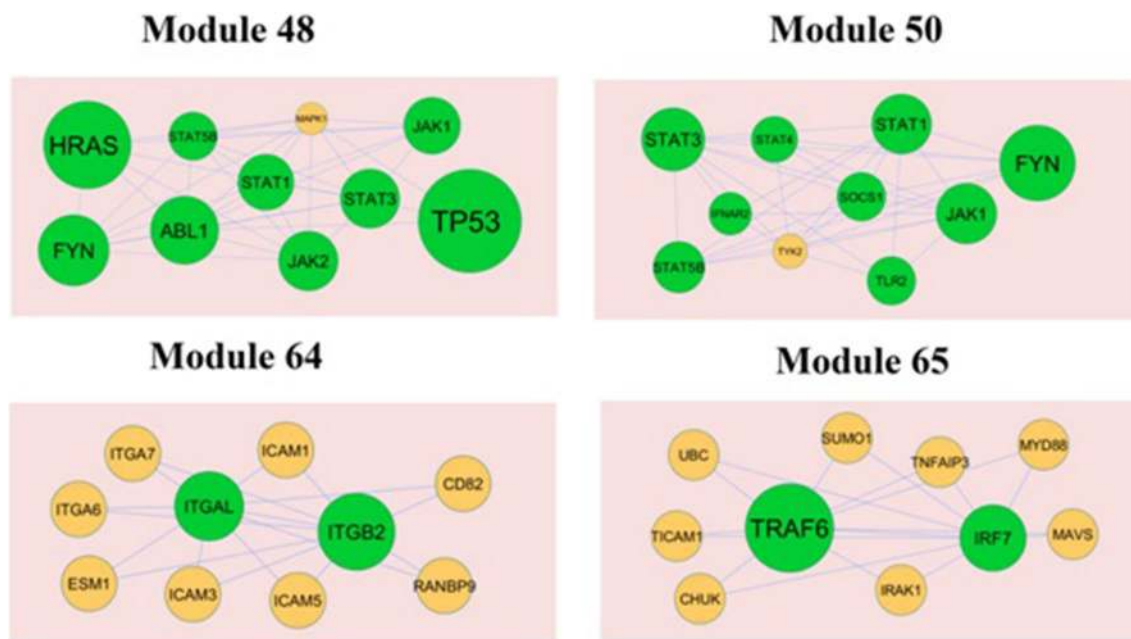 Module 48
Module 50
HRAS
STAT5B
MAPK1
JAK1
STAT1
STAT3
TP53
FYN
ABL1
JAK2
STAT3
STAT4
STAT1
FYN
IFNAR2
SOCS1
JAK1
STAT5B
TYK2
TLR2
Module 64
Module 65
ITGA7
ICAM1
CD82
ITGA6
ITGAL
ITGB2
ESM1
ICAM3
ICAM5
RANBP9
UBC
SUMO1
TNFAIP3
MYD88
TRAF6
IRF7
TICAM1
MAVS
CHUK
IRAK1